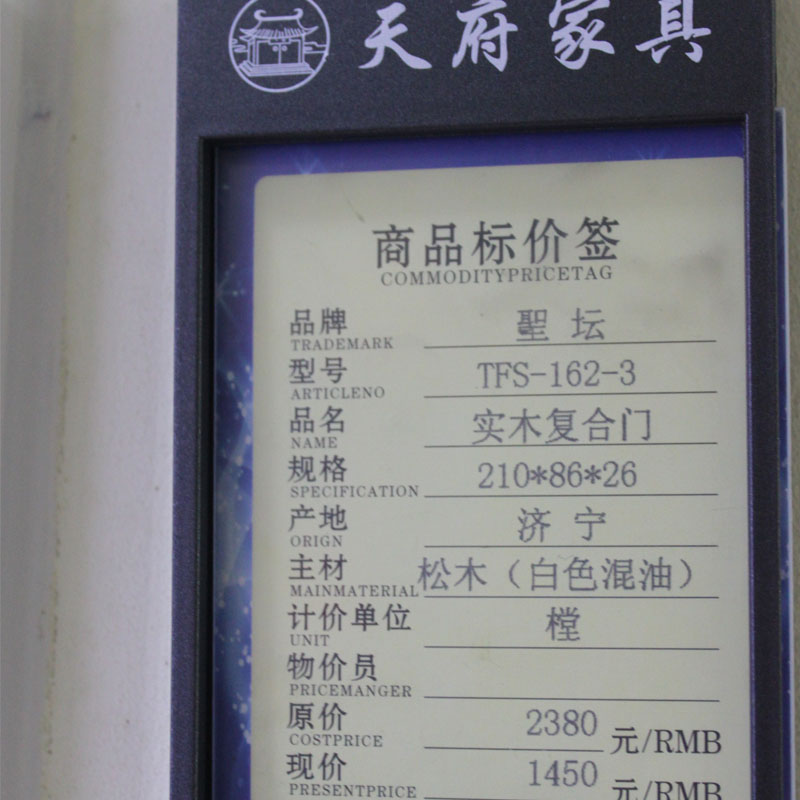 天府家具
商品标价签
COMMODITYPRICETAG
品牌 聖坛
TRADEMARK
型号 TFS-162-3
ARTICLENO
品名 实木复合门
NAME
规格 210*86*26
SPECIFICATION
产地 济宁
ORIGN
主材 松木（白色混油）
MAINMATERIAL
计价单位 樘
UNIT
物价员
PRICEMANGER
原价 2380 元/RMB
COSTPRICE
现价 1450 元/RMB
PRESENTPRICE